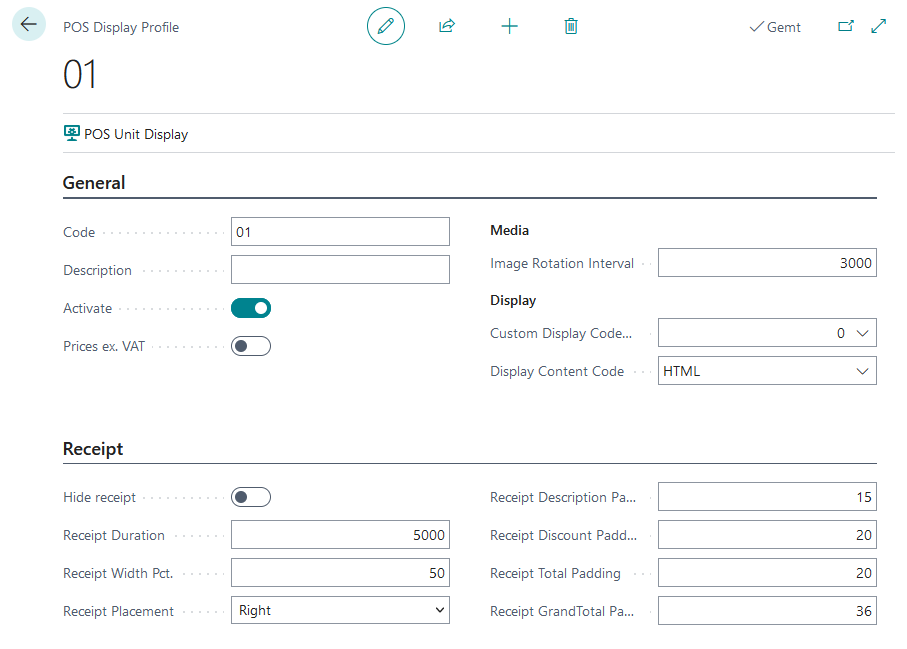 POS Display Profile
Gemt
01
POS Unit Display
General
Code 01
Description
Activate
Prices ex. VAT
Media
Image Rotation Interval 3000
Display
Custom Display Code... 0
Display Content Code HTML
Receipt
Hide receipt
Receipt Duration 5000
Receipt Width Pct. 50
Receipt Placement Right
Receipt Description Pa... 15
Receipt Discount Padd... 20
Receipt Total Padding 20
Receipt GrandTotal Pa... 36